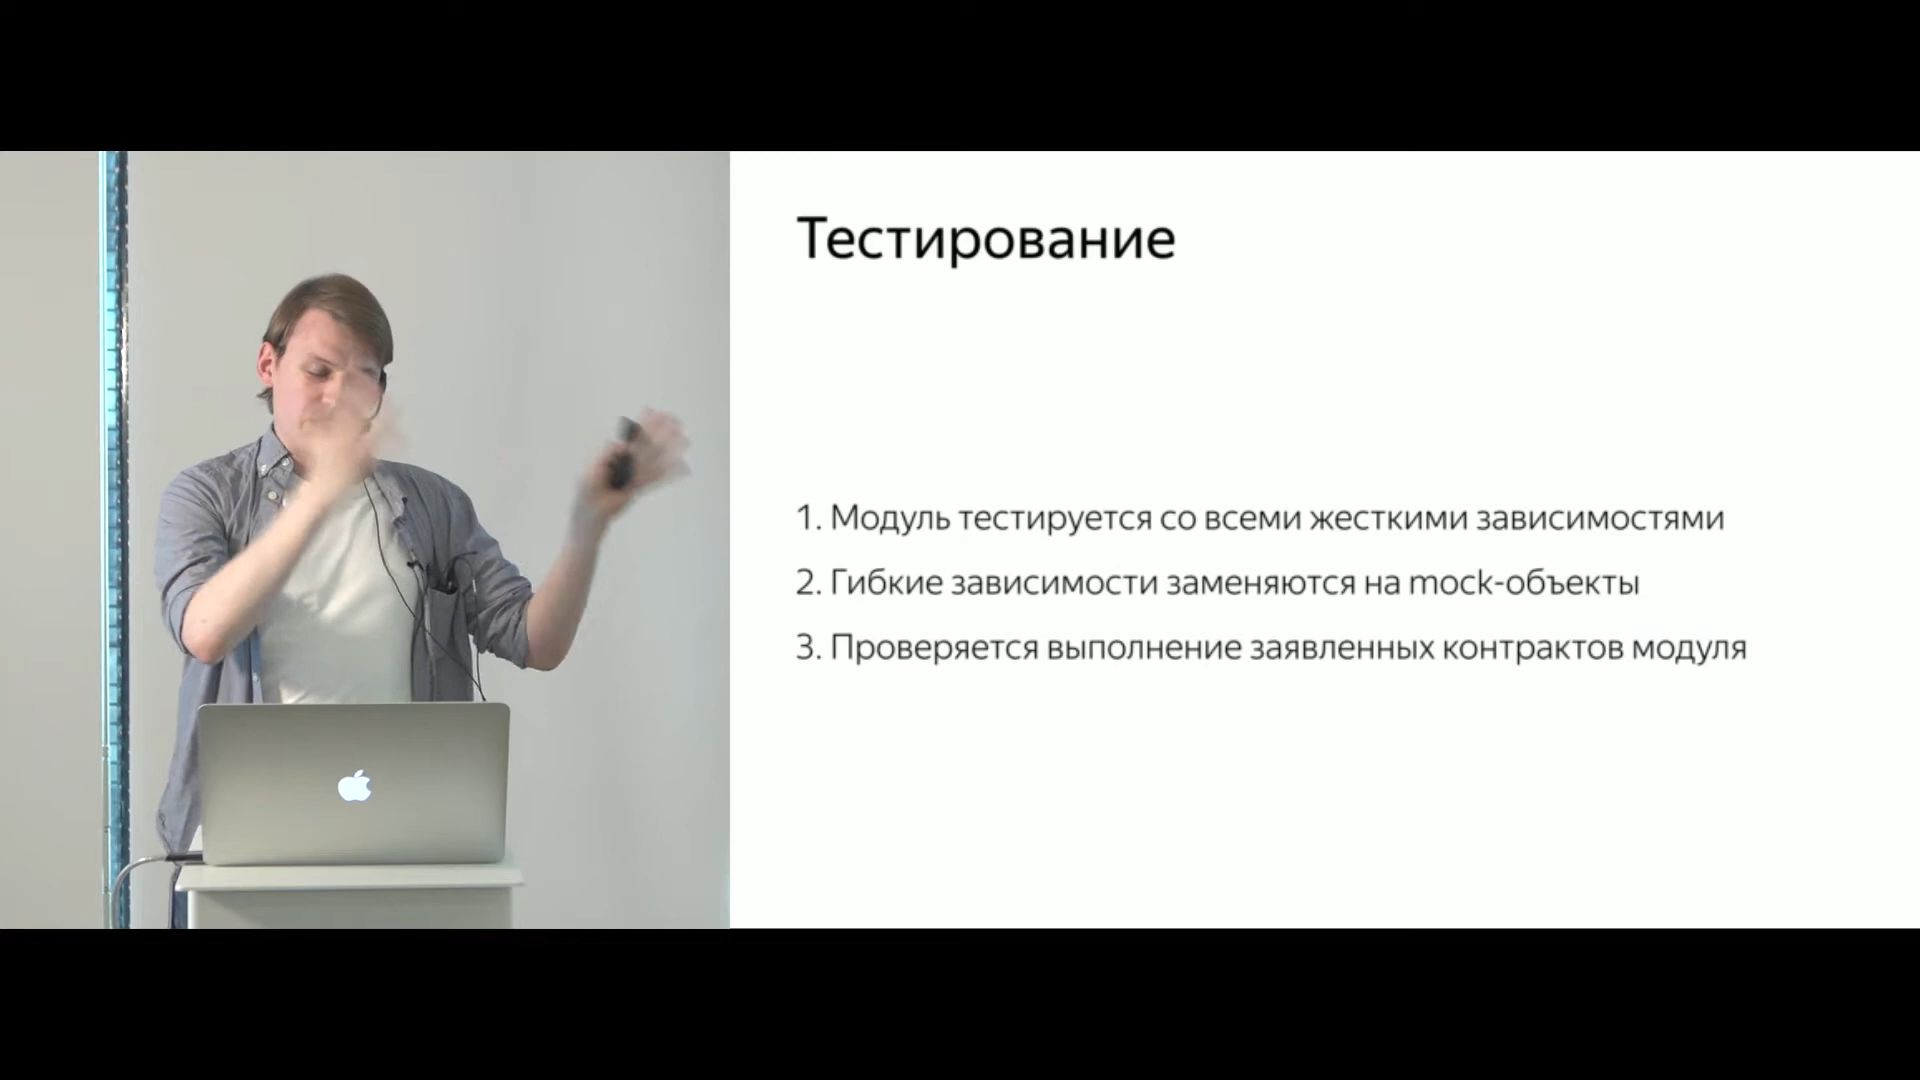 Тестирование
1. Модуль тестируется со всеми жесткими зависимостями
2. Гибкие зависимости заменяются на mock-объекты
3. Проверяется выполнение заявленных контрактов модуля